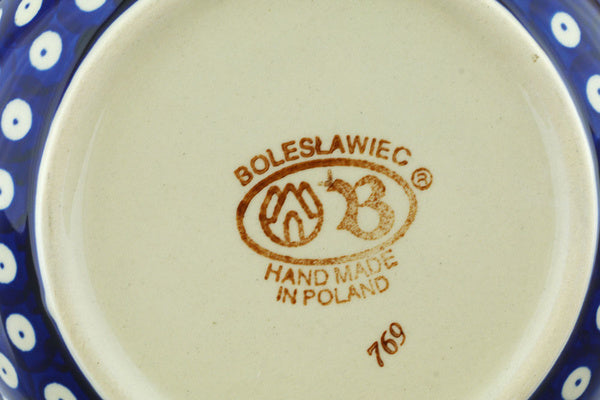 BOLESŁAWIEC
B ®
HAND MADE
IN POLAND
769